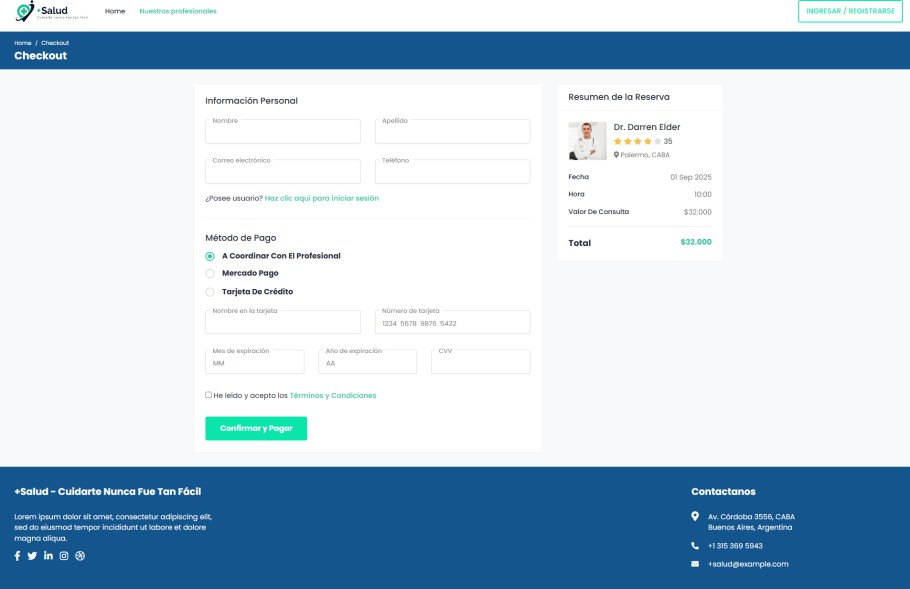 +Salud
Cuidarte nunca fue tan fácil
Home
Nuestros profesionales
INGRESAR / REGISTRARSE
Home / Checkout
Checkout
Información Personal
Nombre
Apellido
Correo electrónico
Teléfono
¿Posee usuario? Haz clic aquí para iniciar sesión
Método de Pago
A Coordinar Con El Profesional
Mercado Pago
Tarjeta De Crédito
Nombre en la tarjeta
Número de tarjeta
1234 5678 9876 5432
Mes de expiración
Año de expiración
CVV
MM
AA
He leído y acepto los Términos y Condiciones
Confirmar y Pagar
Resumen de la Reserva
Dr. Darren Elder
35
Palermo, CABA
Fecha 01 Sep 2025
Hora 10:00
Valor De Consulta $32.000
Total $32.000
+Salud - Cuidarte Nunca Fue Tan Fácil
Lorem ipsum dolor sit amet, consectetur adipiscing elit,
sed do eiusmod tempor incididunt ut labore et dolore
magna aliqua.
Contactanos
Av. Córdoba 3556, CABA
Buenos Aires, Argentina
+1 315 369 5943
+salud@example.com